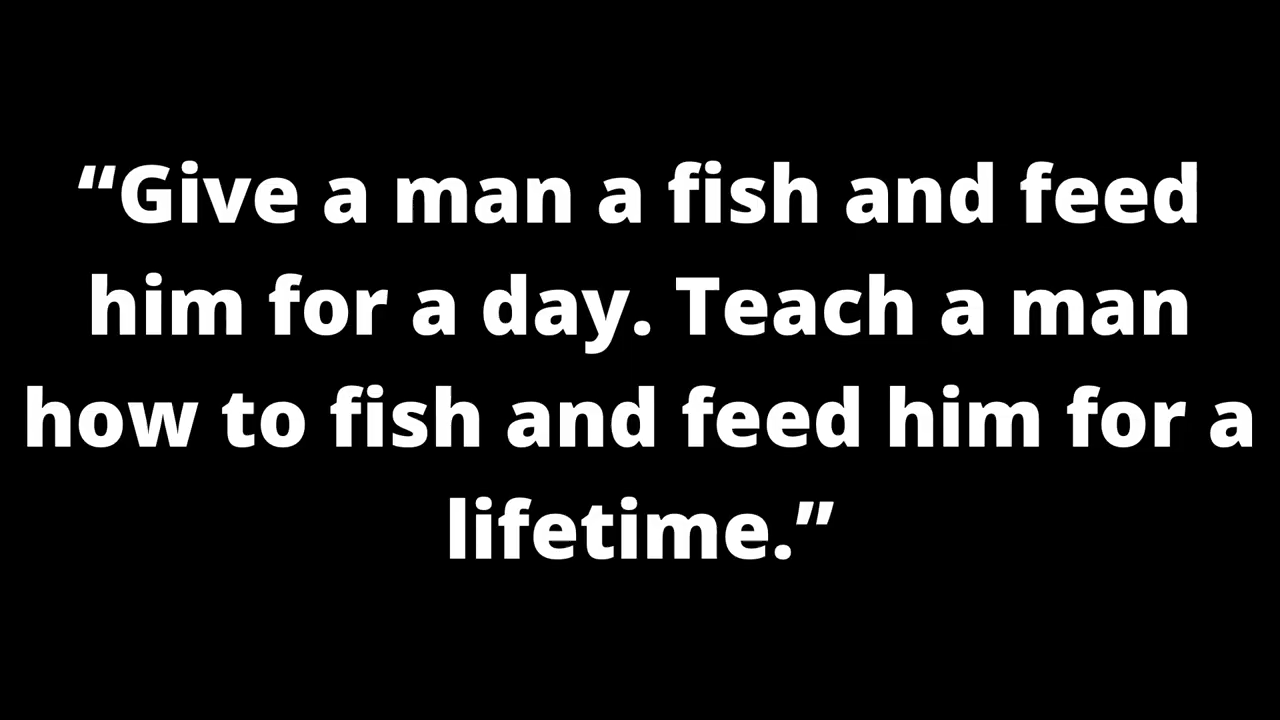 “Give a man a fish and feed
him for a day. Teach a man
how to fish and feed him for a
lifetime.”